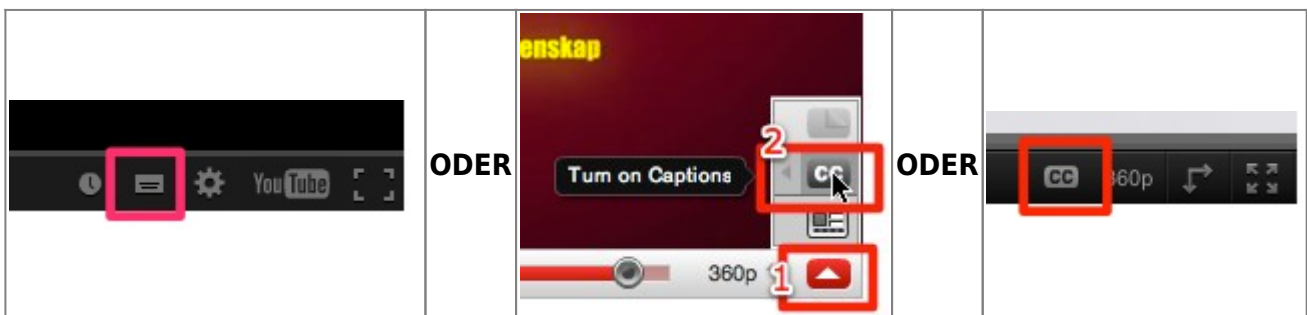 YouTube
ODER
enskap
2
Turn on Captions
CC
360p
1
ODER
CC
360p